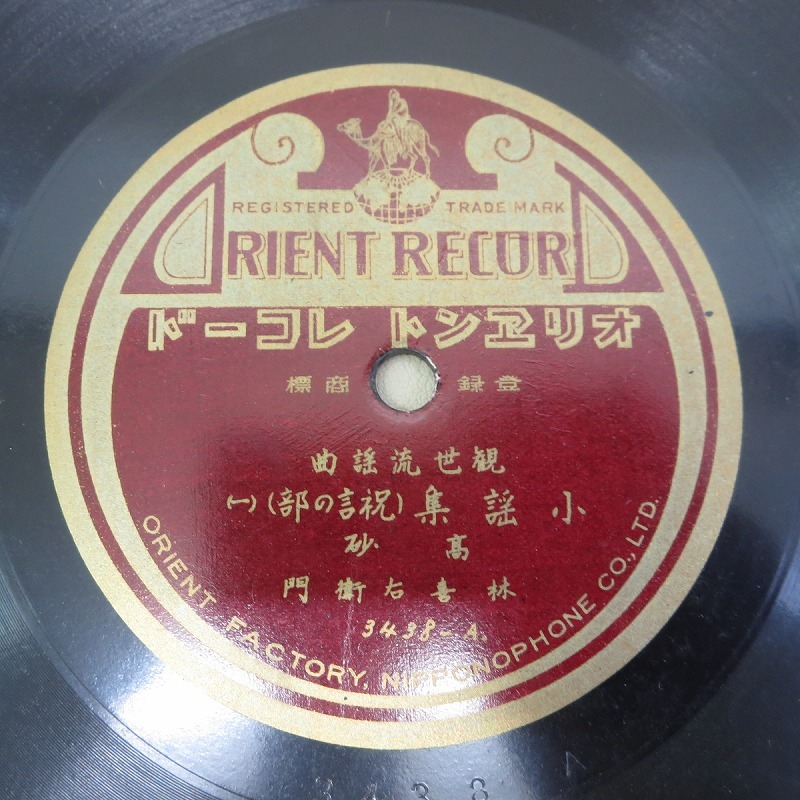 REGISTERED TRADE MARK
ORIENT RECORD
オリヱントレコード
登録商標
観世流謡曲
小謡集(祝言の部)(一)
高砂
林喜右衛門
3438-A.
ORIENT FACTORY, NIPPONOPHONE CO., LTD.
3438 A